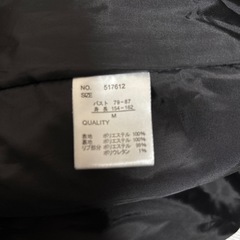 NO. 517612
SIZE
バスト 79-87
身長 154-162
M
QUALITY
表地 ポリエステル 100%
裏地 ポリエステル 100%
リブ部分 ポリエステル 99%
ポリウレタン 1%